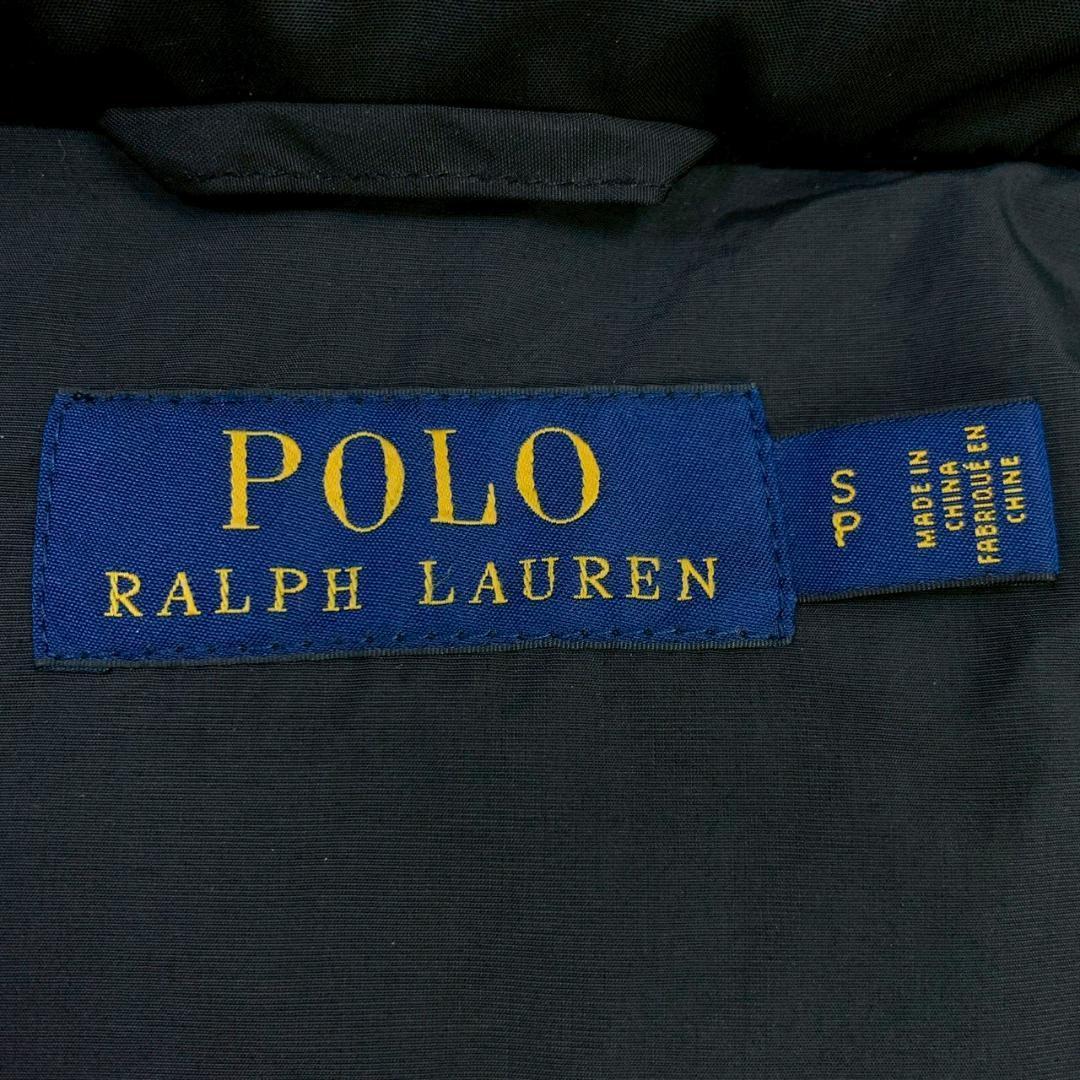 POLO
RALPH LAUREN
S
P
MADE IN
CHINA
FABRIQUÉ EN
CHINE